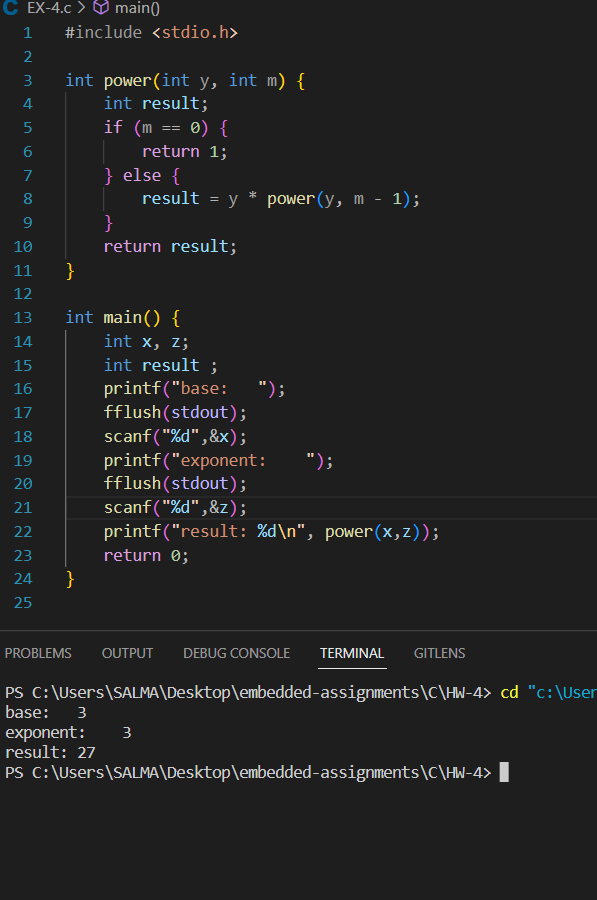 EX-4.c > main()
1 #include <stdio.h>
2
3 int power(int y, int m) {
4 int result;
5 if (m == 0) {
6 return 1;
7 } else {
8 result = y * power(y, m - 1);
9 }
10 return result;
11 }
12
13 int main() {
14 int x, z;
15 int result ;
16 printf("base:   ");
17 fflush(stdout);
18 scanf("%d",&x);
19 printf("exponent:    ");
20 fflush(stdout);
21 scanf("%d",&z);
22 printf("result: %d\n", power(x,z));
23 return 0;
24 }
25
PROBLEMS OUTPUT DEBUG CONSOLE TERMINAL GITLENS
PS C:\Users\SALMA\Desktop\embedded-assignments\C\HW-4> cd "c:\User
base:   3
exponent:    3
result: 27
PS C:\Users\SALMA\Desktop\embedded-assignments\C\HW-4>